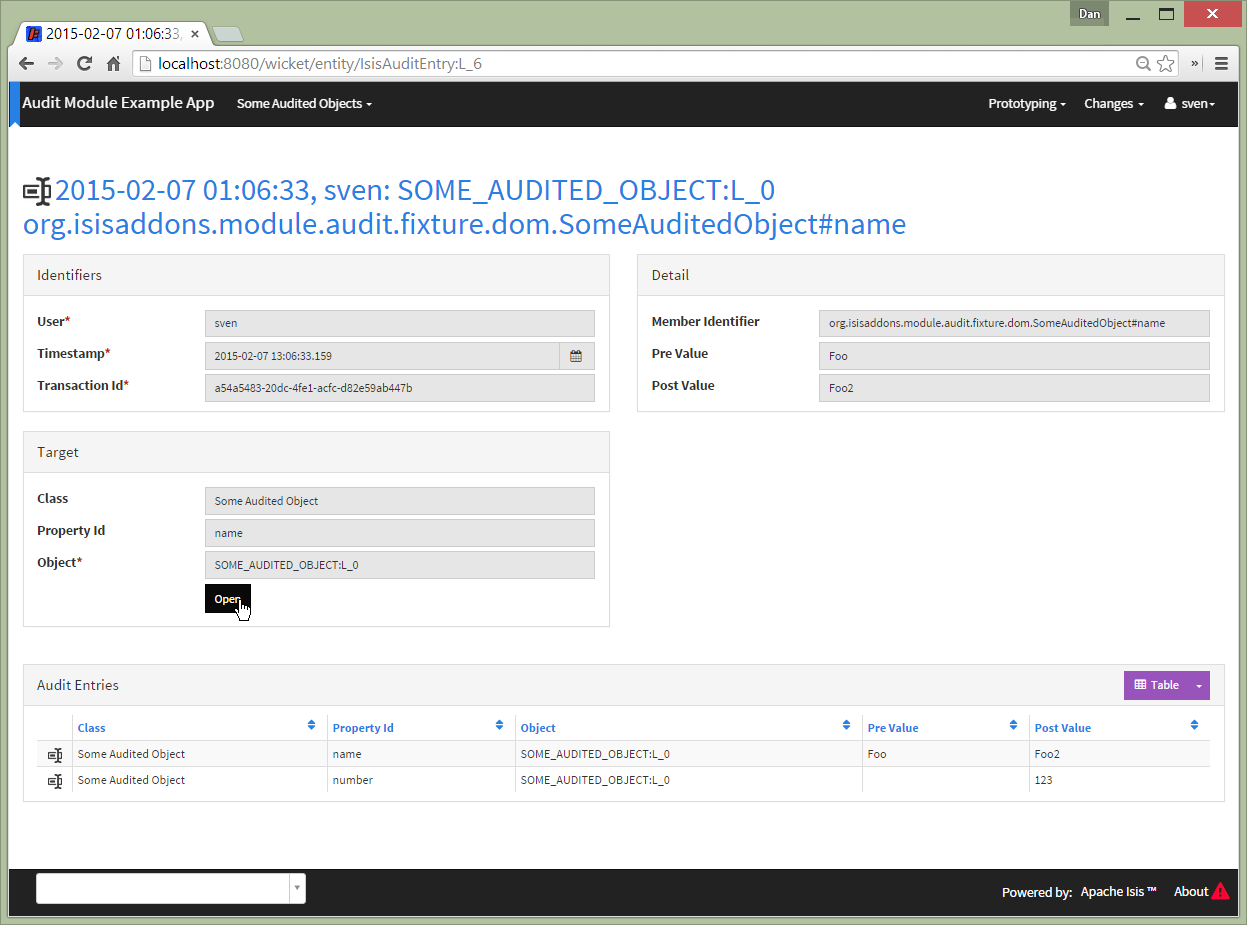 Dan
2015-02-07 01:06:33,
localhost:8080/wicket/entity/IsisAuditEntry:L_6
Audit Module Example App Some Audited Objects Prototyping Changes sven
2015-02-07 01:06:33, sven: SOME_AUDITED_OBJECT:L_0
org.isisaddons.module.audit.fixture.dom.SomeAuditedObject#name
Identifiers
User* sven
Timestamp* 2015-02-07 13:06:33.159
Transaction Id* a54a5483-20dc-4fe1-acfc-d82e59ab447b
Detail
Member Identifier org.isisaddons.module.audit.fixture.dom.SomeAuditedObject#name
Pre Value Foo
Post Value Foo2
Target
Class Some Audited Object
Property Id name
Object* SOME_AUDITED_OBJECT:L_0
Open
Audit Entries Table
Class Property Id Object Pre Value Post Value
Some Audited Object name SOME_AUDITED_OBJECT:L_0 Foo Foo2
Some Audited Object number SOME_AUDITED_OBJECT:L_0 123
Powered by: Apache Isis™ About